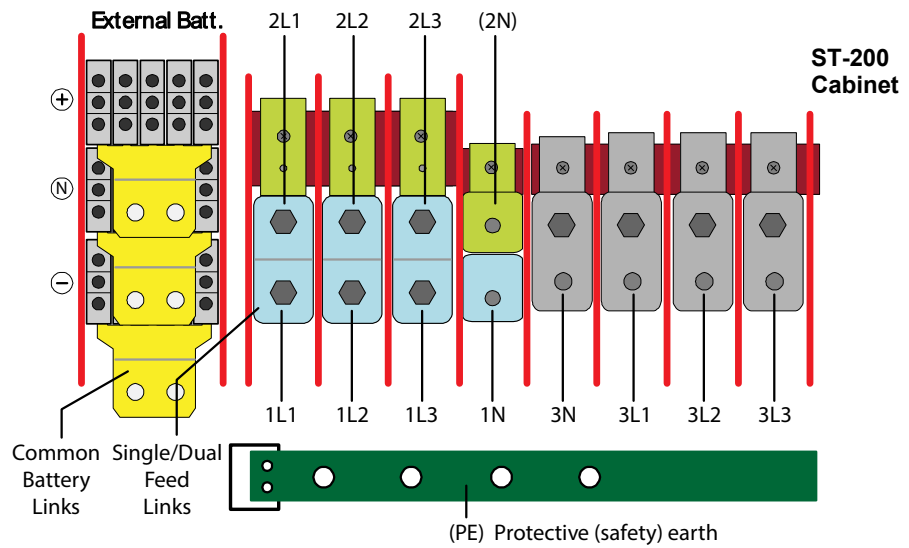 External Batt.
2L1
2L2
2L3
(2N)
ST-200
Cabinet
+
N
−
1L1
1L2
1L3
1N
3N
3L1
3L2
3L3
Common
Battery
Links
Single/Dual
Feed
Links
(PE) Protective (safety) earth